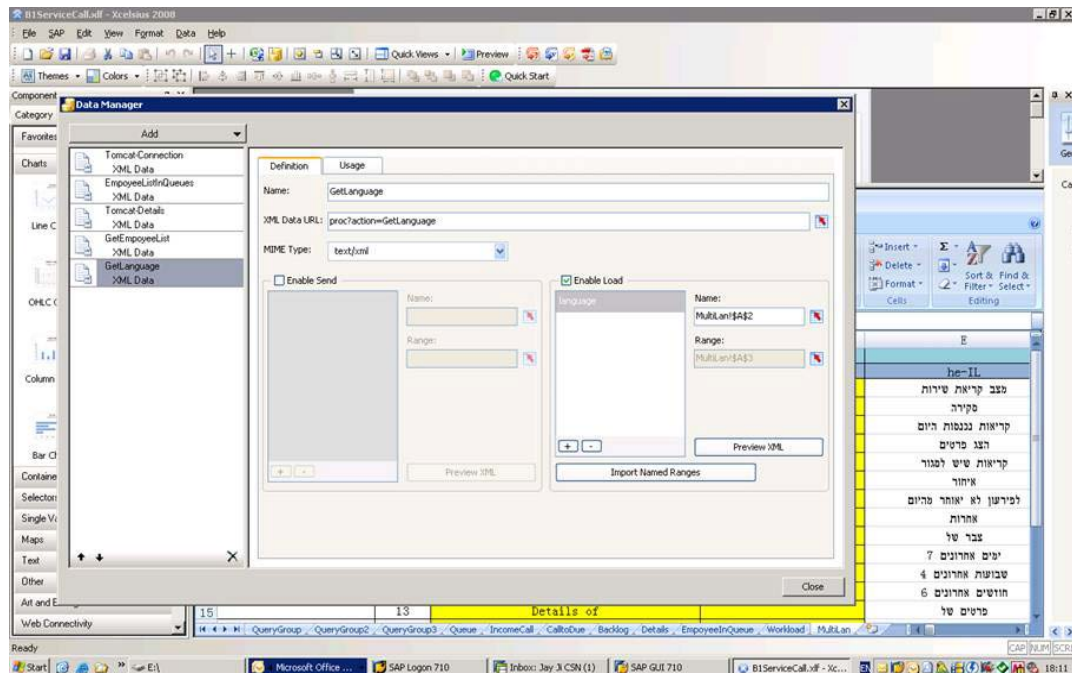 B1ServiceCall.xlf - Xcelsius 2008
File SAP Edit View Format Data Help
Quick Views Preview
Themes Colors Quick Start
Component
Category
Data Manager
Favorites
Charts
Line C
OHLC C
Column
Bar Ch
Containe
Selectors
Single Va
Maps
Text
Other
Art and B
Web Connectivity
Add
Tomcat-Connection
XML Data
EmpoyeeListInQueues
XML Data
Tomcat-Details
XML Data
GetEmpoyeeList
XML Data
GetLanguage
XML Data
Definition Usage
Name: GetLanguage
XML Data URL: proc?action=GetLanguage
MIME Type: text/xml
Enable Send
Name:
Range:
+ -
Preview XML
Enable Load
language
Name:
MultiLan!$A$2
Range:
MultiLan!$A$3
+ -
Preview XML
Import Named Ranges
Close
Insert
Delete
Format
Cells
Σ
Sort & Filter
Find & Select
Editing
E
he-IL
מצב קריאת שירות
סקירה
קריאות נכנסות היום
הצג פרטים
קריאות שיש לסגור
איחור
לפירעון לא יאוחר מהיום
אחרות
צבר של
ימים אחרונים 7
שבועות אחרונים 4
חודשים אחרונים 6
פרטים של
15 13 Details of
QueryGroup QueryGroup2 QueryGroup3 Queue IncomeCall CalltoDue Backlog Details EmpoyeeInQueue Workload MultiLan
Ready
CAP NUM SCR
Start E:\ Microsoft Office ... SAP Logon 710 Inbox: Jay Ji CSN (1) SAP GUI 710 B1ServiceCall.xlf - Xc... EN 18:11